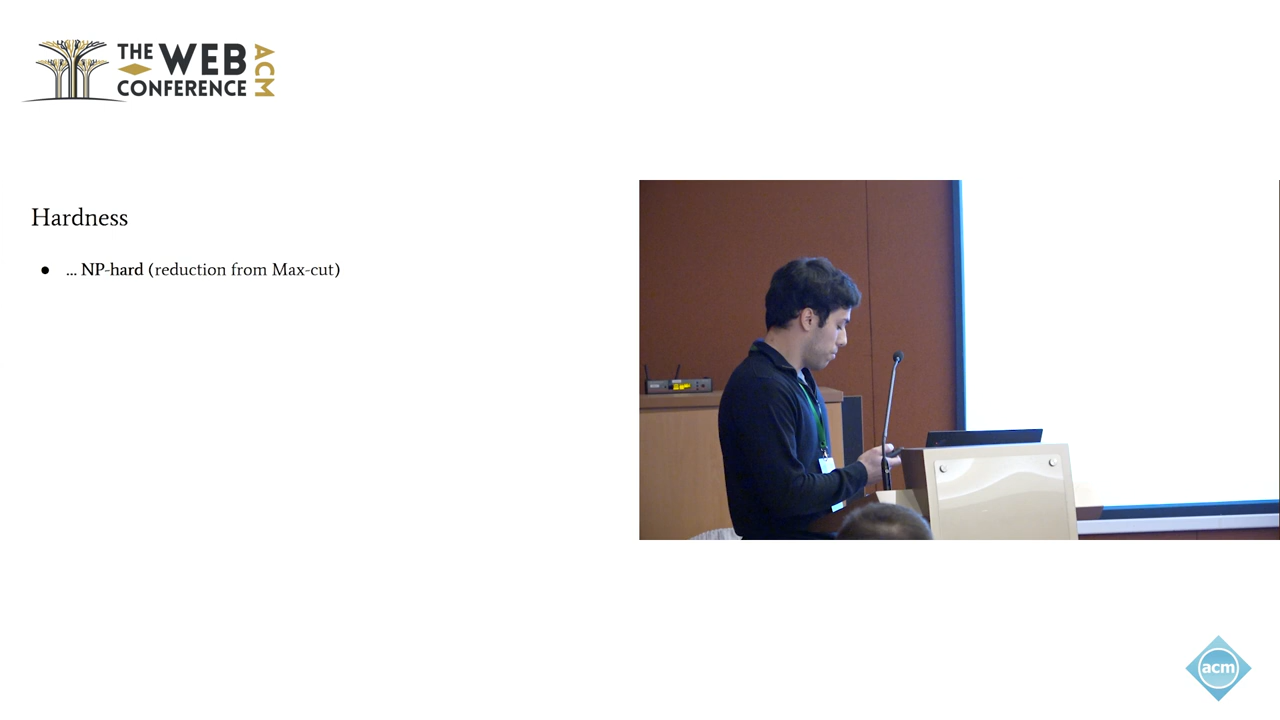 THE WEB
CONFERENCE
ACM
Hardness
● ... NP-hard (reduction from Max-cut)
acm